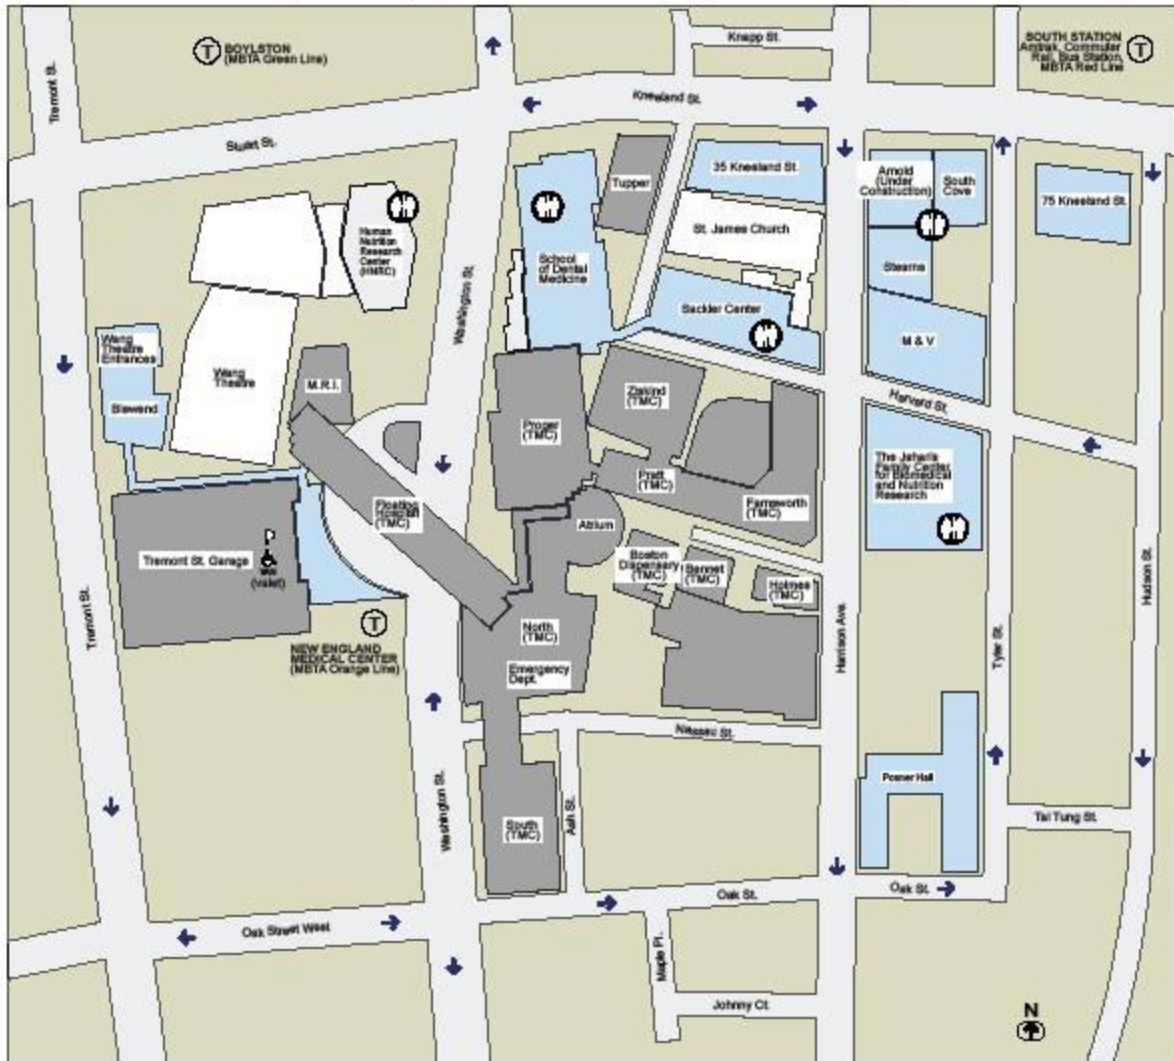 Knapp St.
T
BOYLSTON
(MBTA Green Line)
SOUTH STATION
Amtrak, Commuter
Rail, Bus Station,
MBTA Red Line
T
Tremont St.
Kneeland St.
Stuart St.
Tupper
35 Kneeland St.
Arnold
(Under
Construction)
South
Cove
75 Kneeland St.
Human
Nutrition
Research
Center
(HNRC)
St. James Church
School
of Dental
Medicine
Stearns
Washington St.
Sackler Center
M & V
Wang
Theatre
Entrances
Wang
Theatre
M.R.I.
Ziskind
(TMC)
Harvard St.
Biewend
Proger
(TMC)
The Jaharis
Family Center
for Biomedical
and Nutrition
Research
Pratt
(TMC)
Farnsworth
(TMC)
Floating
Hospital
(TMC)
Atrium
P
Tremont St. Garage
(valet)
Boston
Dispensary
(TMC)
Bennet
(TMC)
Holmes
(TMC)
Hudson St.
Tremont St.
T
NEW ENGLAND
MEDICAL CENTER
(MBTA Orange Line)
North
(TMC)
Emergency
Dept.
Harrison Ave.
Tyler St.
Nassau St.
Posner Hall
Washington St.
Ash St.
South
(TMC)
Tai Tung St.
Oak St.
Oak St.
Oak Street West
Maple Pl.
Johnny Ct.
N